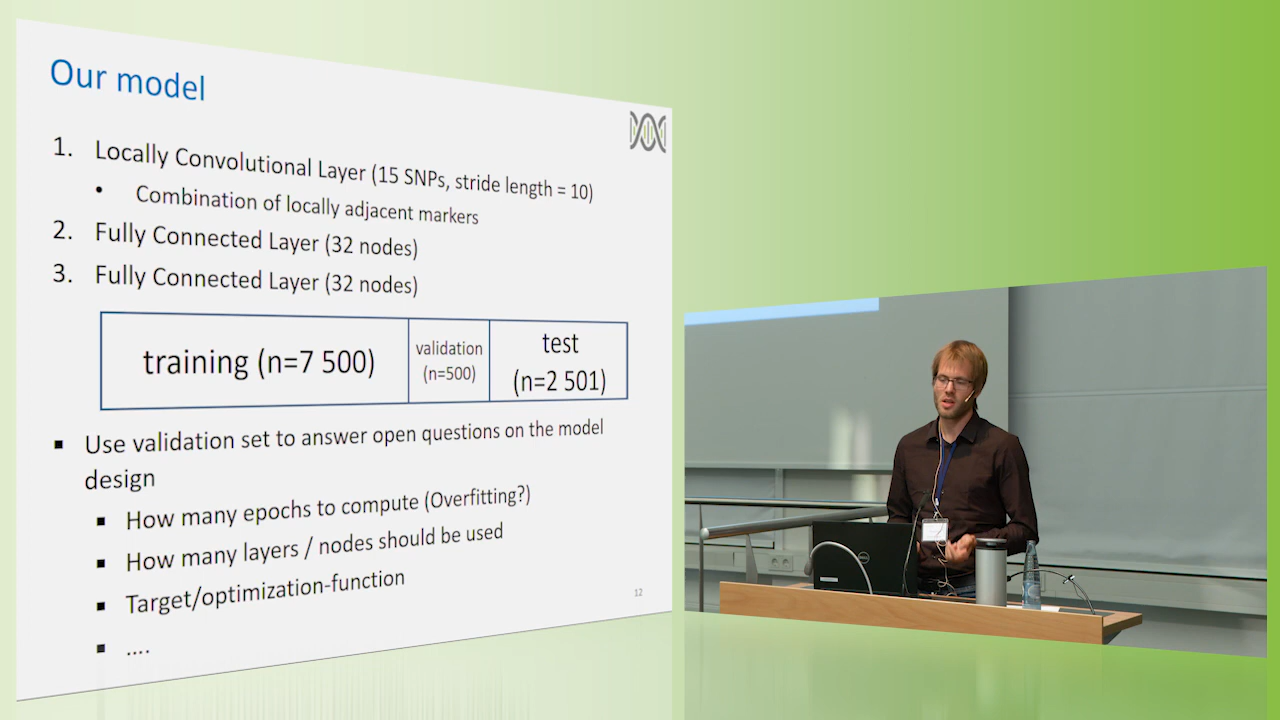 Our model
1. Locally Convolutional Layer (15 SNPs, stride length = 10)
• Combination of locally adjacent markers
2. Fully Connected Layer (32 nodes)
3. Fully Connected Layer (32 nodes)
training (n=7 500)
validation
(n=500)
test
(n=2 501)
▪ Use validation set to answer open questions on the model
design
▪ How many epochs to compute (Overfitting?)
▪ How many layers / nodes should be used
▪ Target/optimization-function
▪ ....
12
DELL